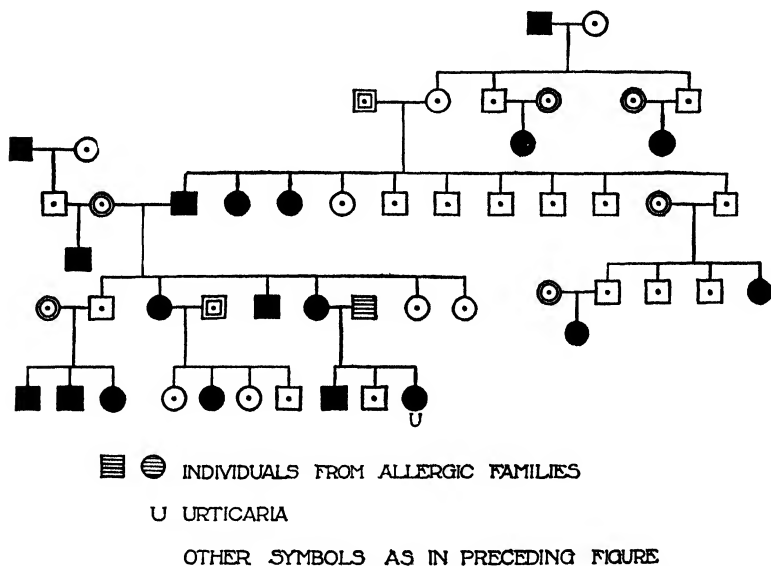 U
INDIVIDUALS FROM ALLERGIC FAMILIES
U URTICARIA
OTHER SYMBOLS AS IN PRECEDING FIGURE